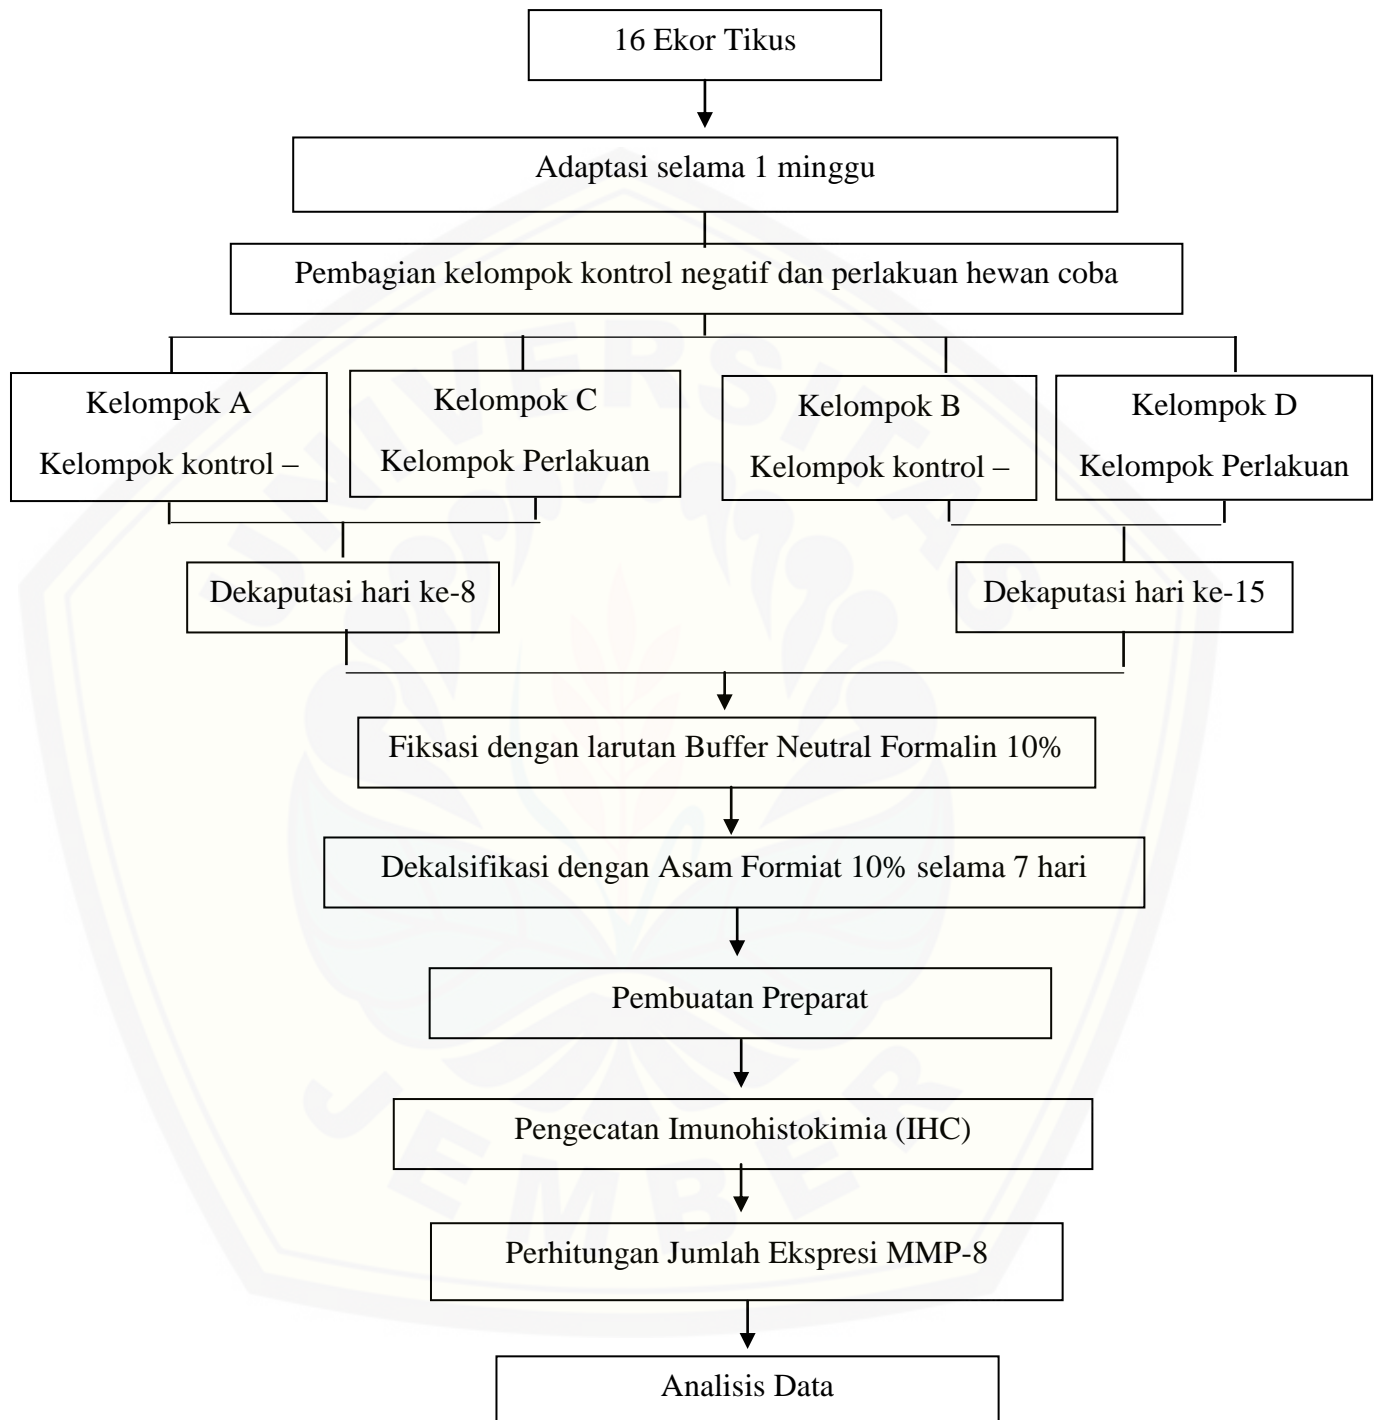 16 Ekor Tikus
Adaptasi selama 1 minggu
Pembagian kelompok kontrol negatif dan perlakuan hewan coba
Kelompok A
Kelompok kontrol –
Kelompok C
Kelompok Perlakuan
Kelompok B
Kelompok kontrol –
Kelompok D
Kelompok Perlakuan
Dekaputasi hari ke-8
Dekaputasi hari ke-15
Fiksasi dengan larutan Buffer Neutral Formalin 10%
Dekalsifikasi dengan Asam Formiat 10% selama 7 hari
Pembuatan Preparat
Pengecatan Imunohistokimia (IHC)
Perhitungan Jumlah Ekspresi MMP-8
Analisis Data
UNIVERSITAS
JEMBER